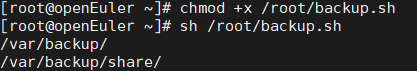 [root@openEuler ~]# chmod +x /root/backup.sh
[root@openEuler ~]# sh /root/backup.sh
/var/backup/
/var/backup/share/